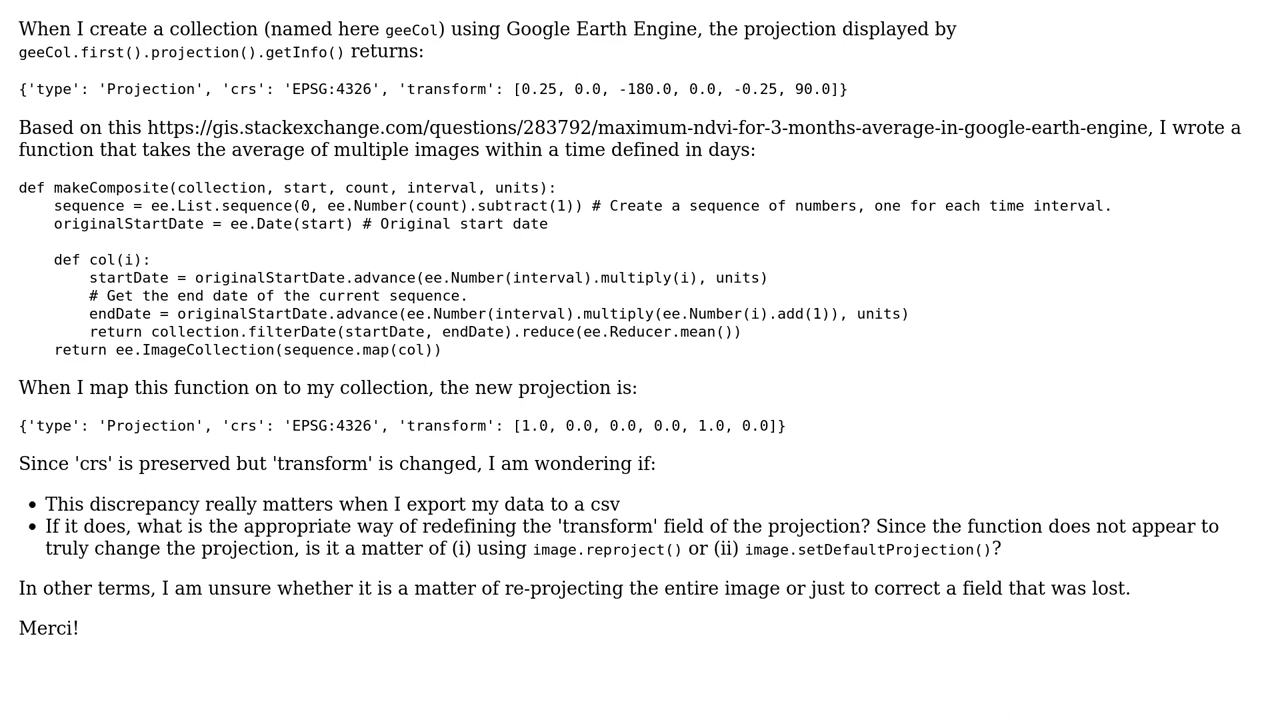 When I create a collection (named here geeCol) using Google Earth Engine, the projection displayed by
geeCol.first().projection().getInfo() returns:
{'type': 'Projection', 'crs': 'EPSG:4326', 'transform': [0.25, 0.0, -180.0, 0.0, -0.25, 90.0]}
Based on this https://gis.stackexchange.com/questions/283792/maximum-ndvi-for-3-months-average-in-google-earth-engine, I wrote a
function that takes the average of multiple images within a time defined in days:
def makeComposite(collection, start, count, interval, units):
    sequence = ee.List.sequence(0, ee.Number(count).subtract(1)) # Create a sequence of numbers, one for each time interval.
    originalStartDate = ee.Date(start) # Original start date
    def col(i):
        startDate = originalStartDate.advance(ee.Number(interval).multiply(i), units)
        # Get the end date of the current sequence.
        endDate = originalStartDate.advance(ee.Number(interval).multiply(ee.Number(i).add(1)), units)
        return collection.filterDate(startDate, endDate).reduce(ee.Reducer.mean())
    return ee.ImageCollection(sequence.map(col))
When I map this function on to my collection, the new projection is:
{'type': 'Projection', 'crs': 'EPSG:4326', 'transform': [1.0, 0.0, 0.0, 0.0, 1.0, 0.0]}
Since 'crs' is preserved but 'transform' is changed, I am wondering if:
• This discrepancy really matters when I export my data to a csv
• If it does, what is the appropriate way of redefining the 'transform' field of the projection? Since the function does not appear to
truly change the projection, is it a matter of (i) using image.reproject() or (ii) image.setDefaultProjection()?
In other terms, I am unsure whether it is a matter of re-projecting the entire image or just to correct a field that was lost.
Merci!